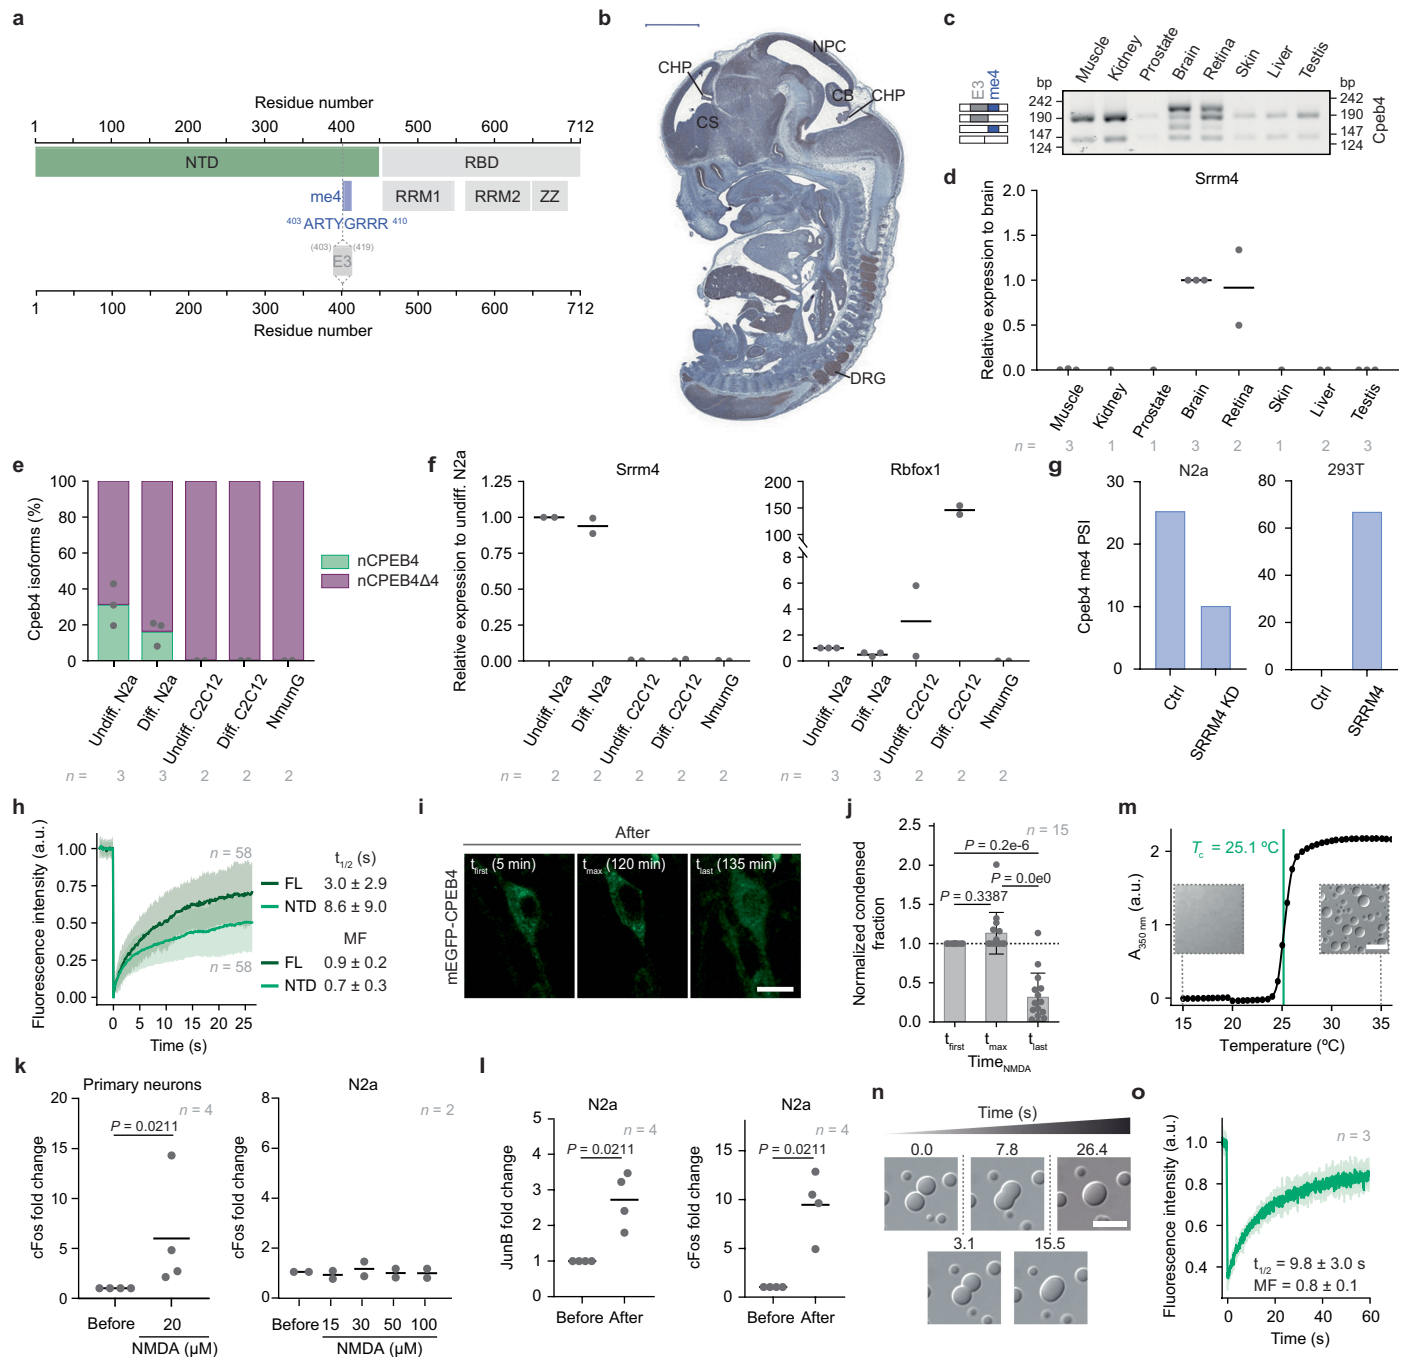 a
Residue number
1 100 200 300 400 500 600 712
NTD RBD
me4 RRM1 RRM2 ZZ
403 ARTYGRRR 410
(403) (419)
E3
1 100 200 300 400 500 600 712
Residue number
b
NPC
CHP
CB CHP
CS
DRG
c
Muscle Kidney Prostate Brain Retina Skin Liver Testis
E3 me4
bp bp
242 242
190 190
147 147
124 124
Cpeb4
d
Srrm4
Relative expression to brain
2.0
1.5
1.0
0.5
0.0
Muscle Kidney Prostate Brain Retina Skin Liver Testis
n = 3 1 1 3 2 1 2 3
e
Cpeb4 isoforms (%)
100
80
60
40
20
0
nCPEB4
nCPEB4Δ4
Undiff. N2a Diff. N2a Undiff. C2C12 Diff. C2C12 NmumG
n = 3 3 2 2 2
f
Relative expression to undiff. N2a
Srrm4
1.25
1.00
0.75
0.50
0.25
0.00
Undiff. N2a Diff. N2a Undiff. C2C12 Diff. C2C12 NmumG
n = 2 2 2 2 2
Rbfox1
200
150
100
8
6
4
2
0
Undiff. N2a Diff. N2a Undiff. C2C12 Diff. C2C12 NmumG
n = 3 3 2 2 2
g
Cpeb4 me4 PSI
N2a
30
20
10
0
Ctrl SRRM4 KD
293T
80
60
40
20
0
Ctrl SRRM4
h
Fluorescence intensity (a.u.)
1.00
0.75
0.50
0.25
0.00
0 5 10 15 20 25
Time (s)
n = 58
n = 58
t1/2 (s)
FL 3.0 ± 2.9
NTD 8.6 ± 9.0
MF
FL 0.9 ± 0.2
NTD 0.7 ± 0.3
i
After
mEGFP-CPEB4
tfirst (5 min) tmax (120 min) tlast (135 min)
j
Normalized condensed
fraction
2.5
2.0
1.5
1.0
0.5
0.0
n = 15
P = 0.2e-6
P = 0.0e0
P = 0.3387
tfirst tmax tlast
TimeNMDA
m
A350 nm (a.u.)
2
1
0
Tc = 25.1 ºC
15 20 25 30 35
Temperature (ºC)
k
Primary neurons
cFos fold change
20
15
10
5
0
n = 4
P = 0.0211
Before 20
NMDA (µM)
N2a
cFos fold change
8
6
4
2
0
n = 2
Before 15 30 50 100
NMDA (µM)
l
N2a
JunB fold change
5
4
3
2
1
0
n = 4
P = 0.0211
Before After
N2a
cFos fold change
15
10
5
0
n = 4
P = 0.0211
Before After
n
Time (s)
0.0 7.8 26.4
3.1 15.5
o
Fluorescence intensity (a.u.)
1.0
0.8
0.6
0.4
n = 3
t1/2 = 9.8 ± 3.0 s
MF = 0.8 ± 0.1
0 20 40 60
Time (s)